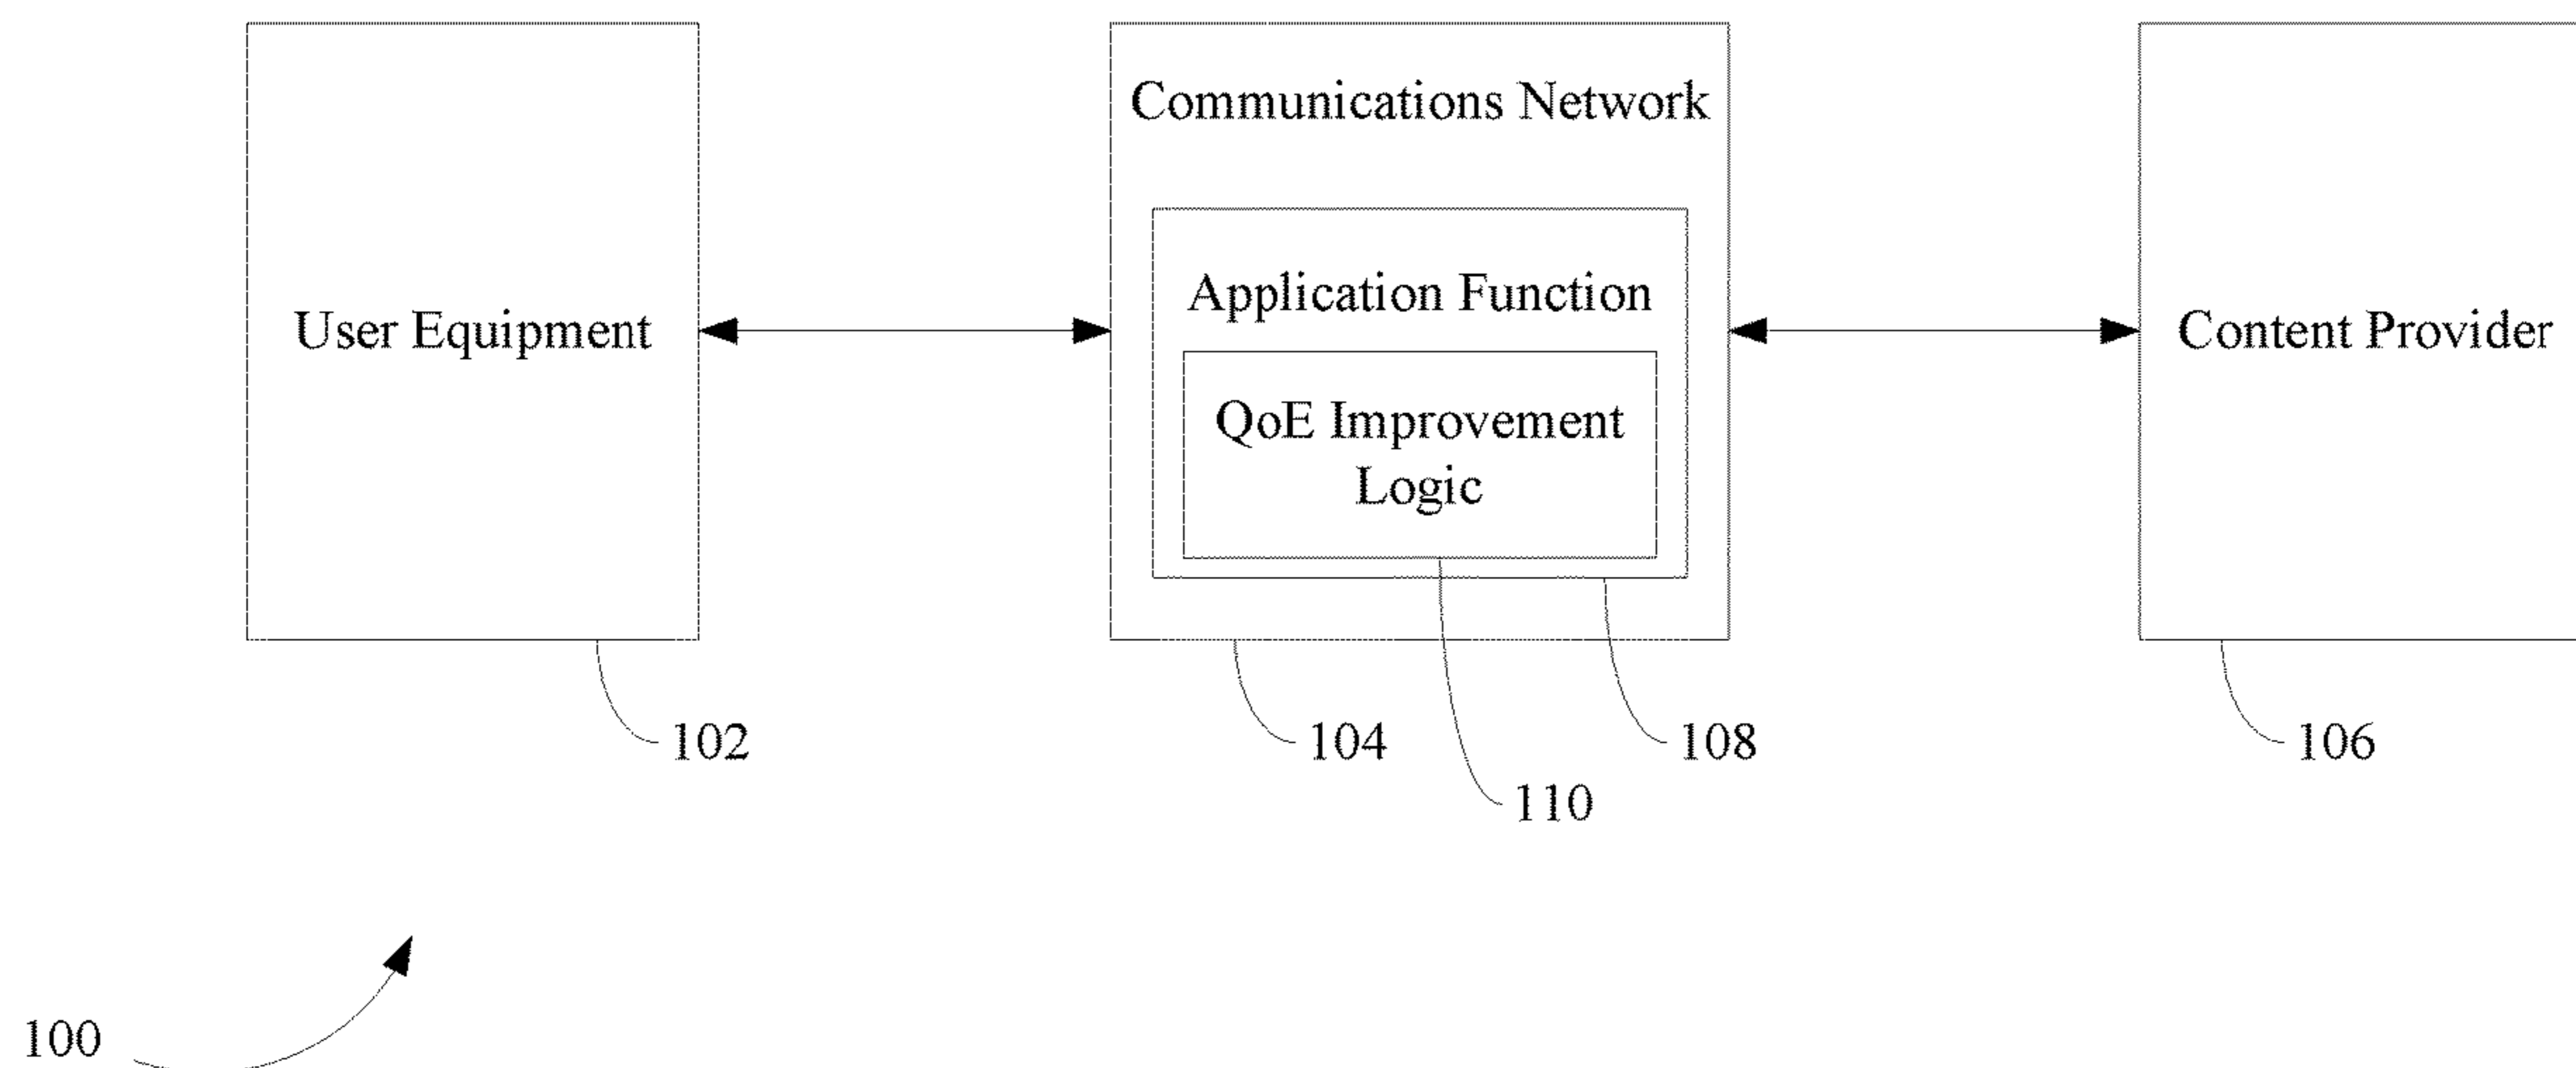 Communications Network
Application Function
User Equipment
Content Provider
QoE Improvement
Logic
102
104
108
106
110
100